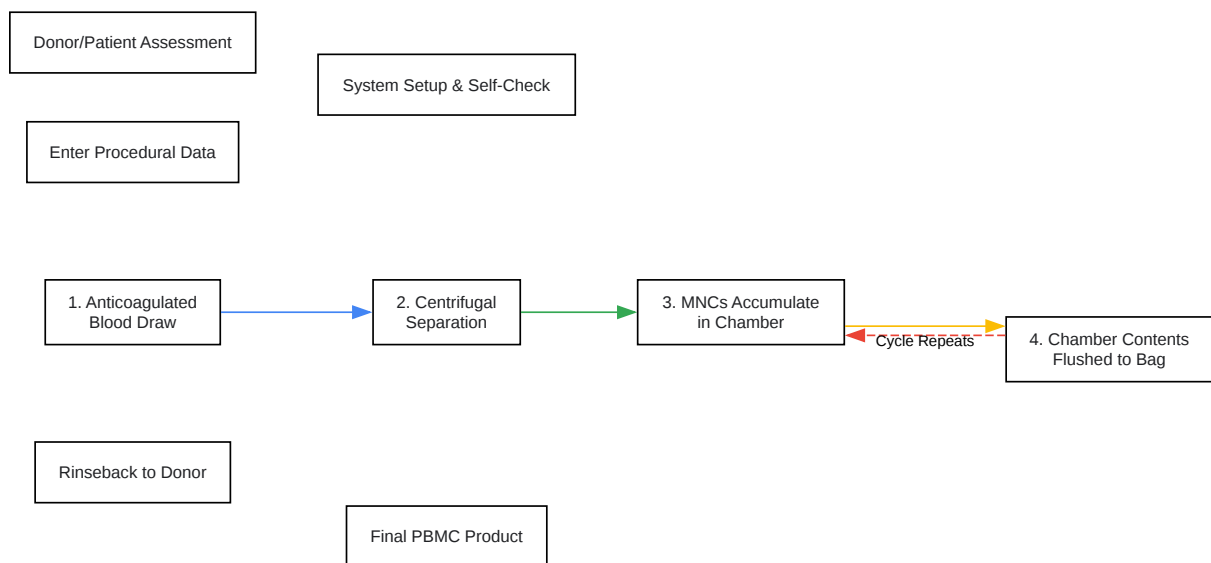 Donor/Patient Assessment
System Setup & Self-Check
Enter Procedural Data
1. Anticoagulated
Blood Draw
2. Centrifugal
Separation
3. MNCs Accumulate
in Chamber
Cycle Repeats
4. Chamber Contents
Flushed to Bag
Rinseback to Donor
Final PBMC Product